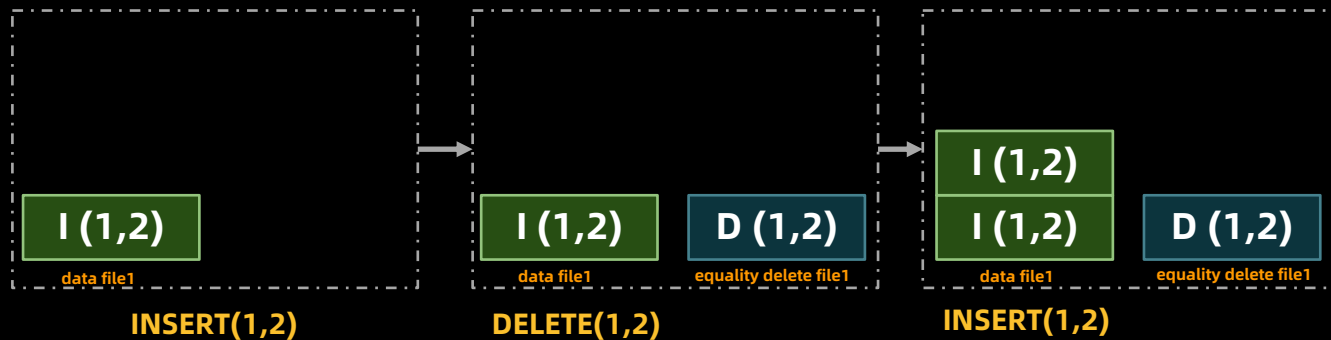 I (1,2)
data file1
INSERT(1,2)
I (1,2)
data file1
D (1,2)
equality delete file1
DELETE(1,2)
I (1,2)
I (1,2)
data file1
D (1,2)
equality delete file1
INSERT(1,2)